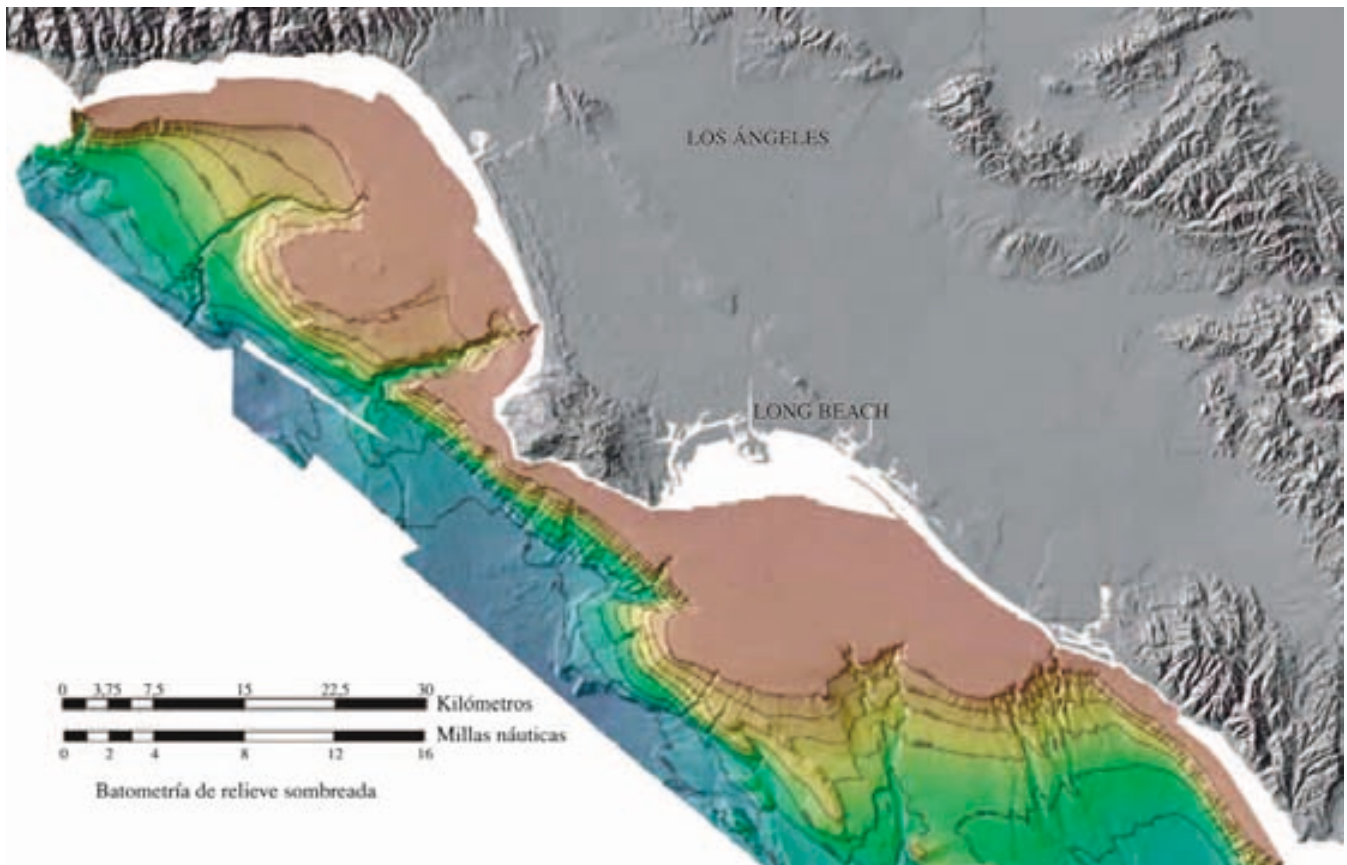 LOS ÁNGELES
LONG BEACH
0 3,75 7,5 15 22,5 30
Kilómetros
Millas náuticas
0 2 4 8 12 16
Batometría de relieve sombreada